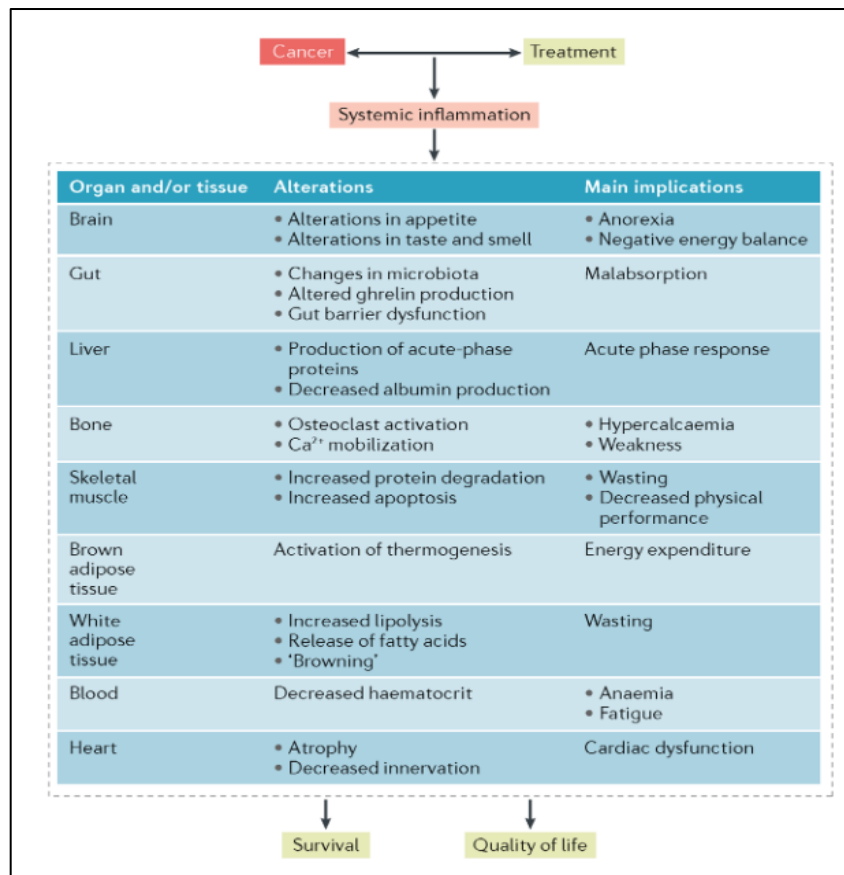 Cancer Treatment
Systemic inflammation
Organ and/or tissue Alterations Main implications
Brain • Alterations in appetite • Anorexia
• Alterations in taste and smell • Negative energy balance
Gut • Changes in microbiota Malabsorption
• Altered ghrelin production
• Gut barrier dysfunction
Liver • Production of acute-phase Acute phase response
proteins
• Decreased albumin production
Bone • Osteoclast activation • Hypercalcaemia
• Ca²⁺ mobilization • Weakness
Skeletal • Increased protein degradation • Wasting
muscle • Increased apoptosis • Decreased physical
performance
Brown Activation of thermogenesis Energy expenditure
adipose
tissue
White • Increased lipolysis Wasting
adipose • Release of fatty acids
tissue • 'Browning'
Blood Decreased haematocrit • Anaemia
• Fatigue
Heart • Atrophy Cardiac dysfunction
• Decreased innervation
Survival Quality of life